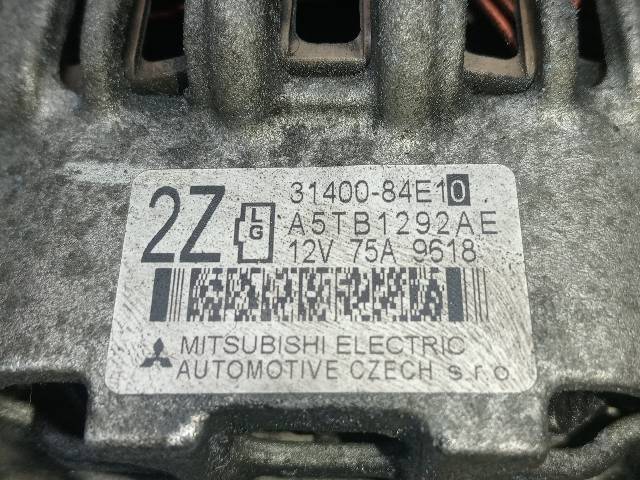 2Z
LG
31400-84E10
A5TB1292AE
12V 75A 9618
MITSUBISHI ELECTRIC
AUTOMOTIVE CZECH s.r.o